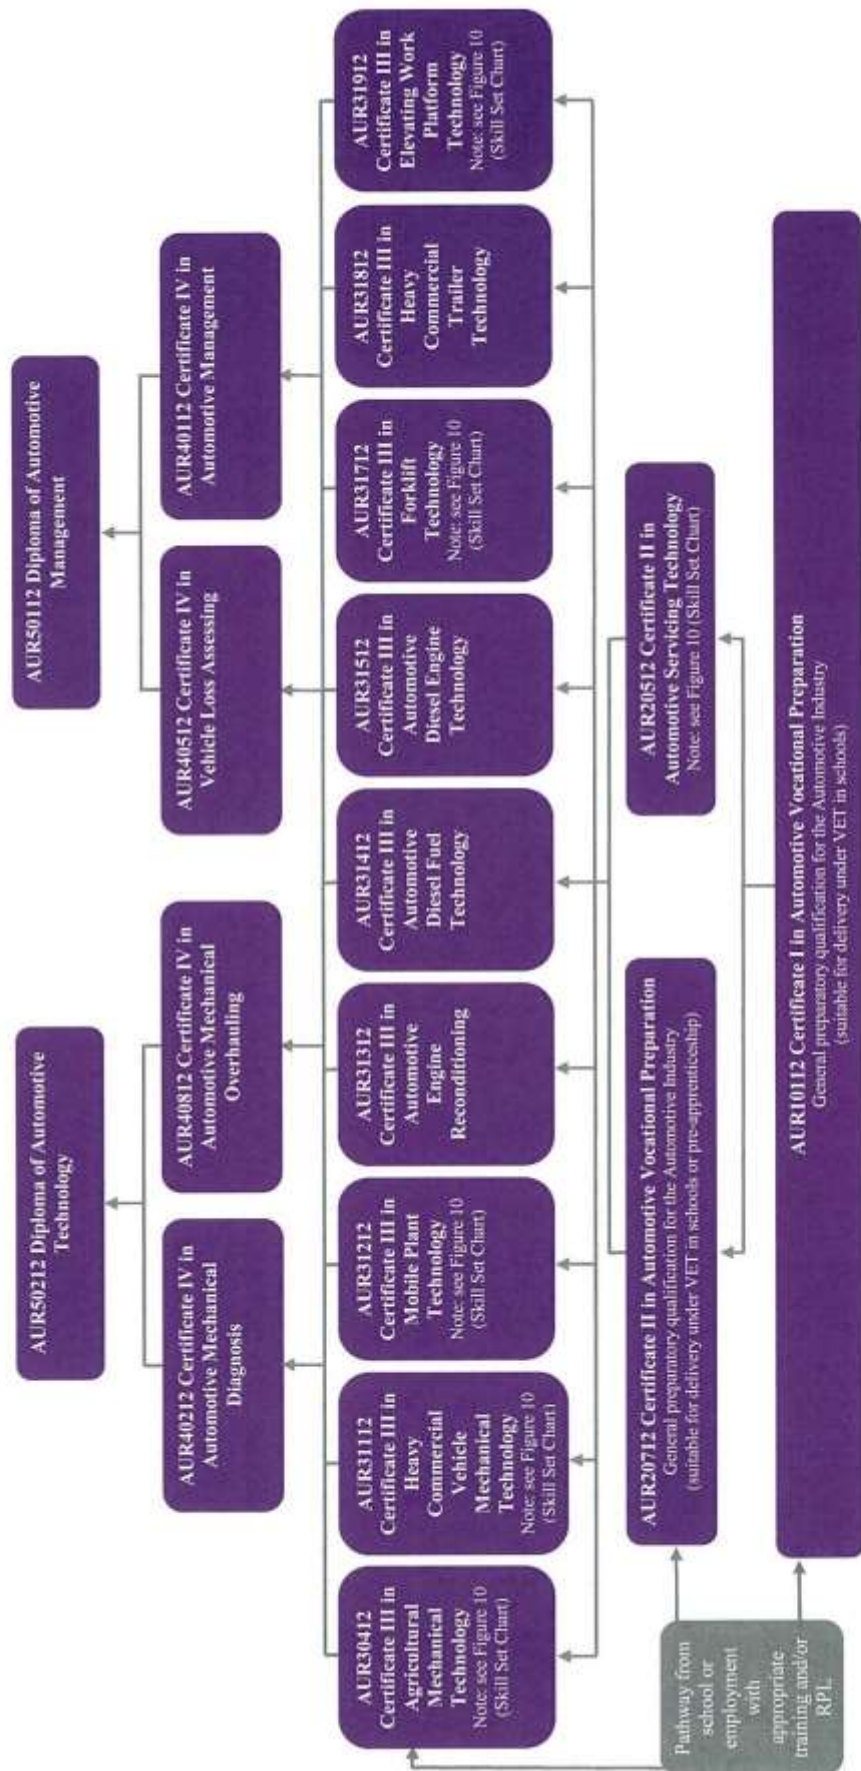 AUR50212 Diploma of Automotive
Technology
AUR50112 Diploma of Automotive
Management
AUR40212 Certificate IV in
Automotive Mechanical
Diagnosis
AUR40812 Certificate IV in
Automotive Mechanical
Overhauling
AUR40512 Certificate IV in
Vehicle Loss Assessing
AUR40112 Certificate IV in
Automotive Management
AUR30412
Certificate III in
Agricultural
Mechanical
Technology
Note: see Figure 10
(Skill Set Chart)
AUR31112
Certificate III in
Heavy
Commercial
Vehicle
Mechanical
Technology
Note: see Figure 10
(Skill Set Chart)
AUR31212
Certificate III in
Mobile Plant
Technology
Note: see Figure 10
(Skill Set Chart)
AUR31312
Certificate III in
Automotive
Engine
Reconditioning
AUR31412
Certificate III in
Automotive
Diesel Fuel
Technology
AUR31512
Certificate III in
Automotive
Diesel Engine
Technology
AUR31712
Certificate III in
Forklift
Technology
Note: see Figure 10
(Skill Set Chart)
AUR31812
Certificate III in
Heavy
Commercial
Trailer
Technology
AUR31912
Certificate III in
Elevating Work
Platform
Technology
Note: see Figure 10
(Skill Set Chart)
AUR20712 Certificate II in Automotive Vocational Preparation
General preparatory qualification for the Automotive Industry
(suitable for delivery under VET in schools or pre-apprenticeship)
AUR20512 Certificate II in
Automotive Servicing Technology
Note: see Figure 10 (Skill Set Chart)
Pathway from
school or
employment
with
appropriate
training and/or
RPL
AUR10112 Certificate I in Automotive Vocational Preparation
General preparatory qualification for the Automotive Industry
(suitable for delivery under VET in schools)